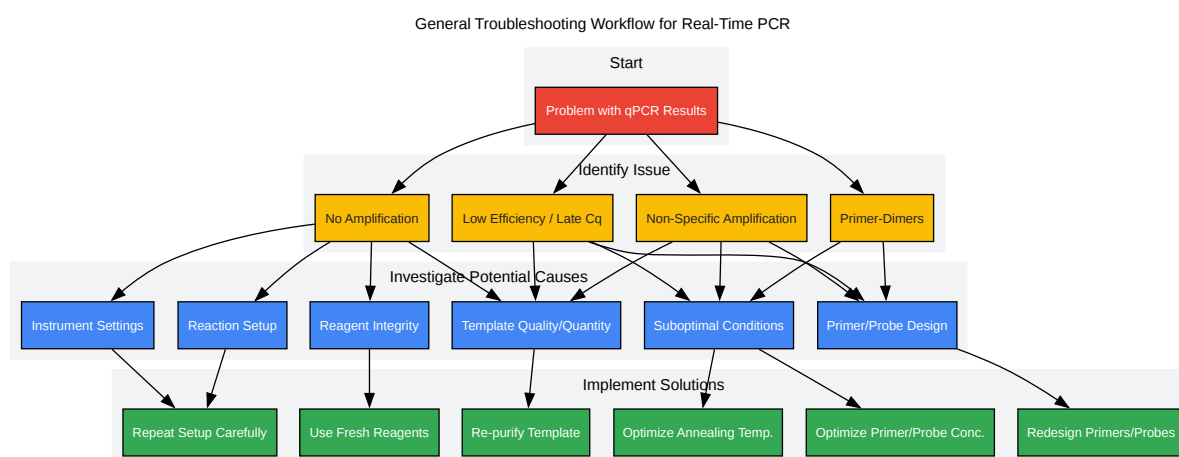 General Troubleshooting Workflow for Real-Time PCR
Start
Problem with qPCR Results
Identify Issue
No Amplification
Low Efficiency / Late Cq
Non-Specific Amplification
Primer-Dimers
Investigate Potential Causes
Instrument Settings
Reaction Setup
Reagent Integrity
Template Quality/Quantity
Suboptimal Conditions
Primer/Probe Design
Implement Solutions
Repeat Setup Carefully
Use Fresh Reagents
Re-purify Template
Optimize Annealing Temp.
Optimize Primer/Probe Conc.
Redesign Primers/Probes